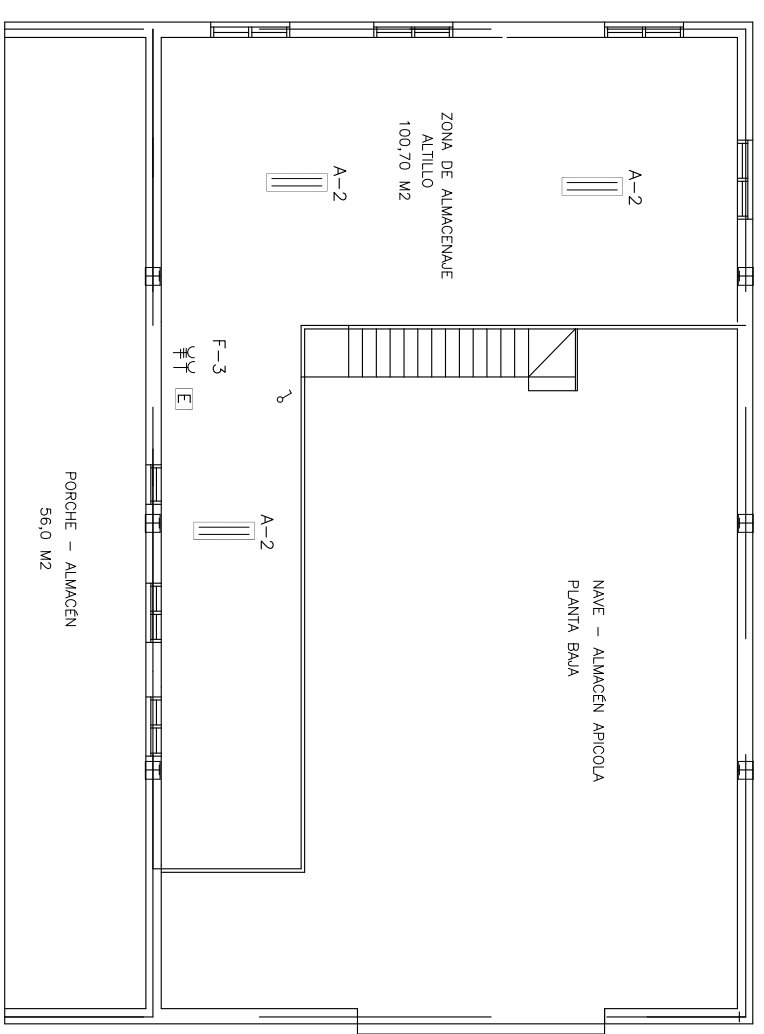 A-2
A-2
ZONA DE ALMACENAJE
ALTILLO
100,70 M2
F-3
E
A-2
NAVE - ALMACÉN APICOLA
PLANTA BAJA
PORCHE - ALMACÉN
56,0 M2